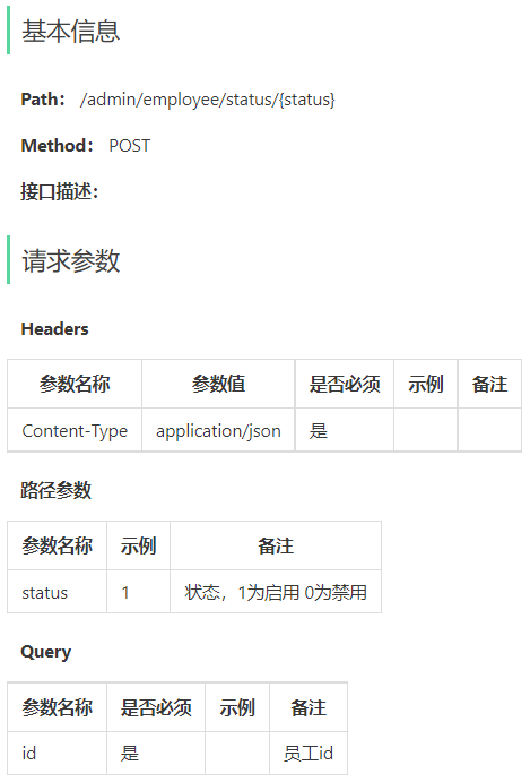 基本信息
Path： /admin/employee/status/{status}
Method： POST
接口描述：
请求参数
Headers
参数名称 参数值 是否必须 示例 备注
Content-Type application/json 是
路径参数
参数名称 示例 备注
status 1 状态，1为启用 0为禁用
Query
参数名称 是否必须 示例 备注
id 是 员工id